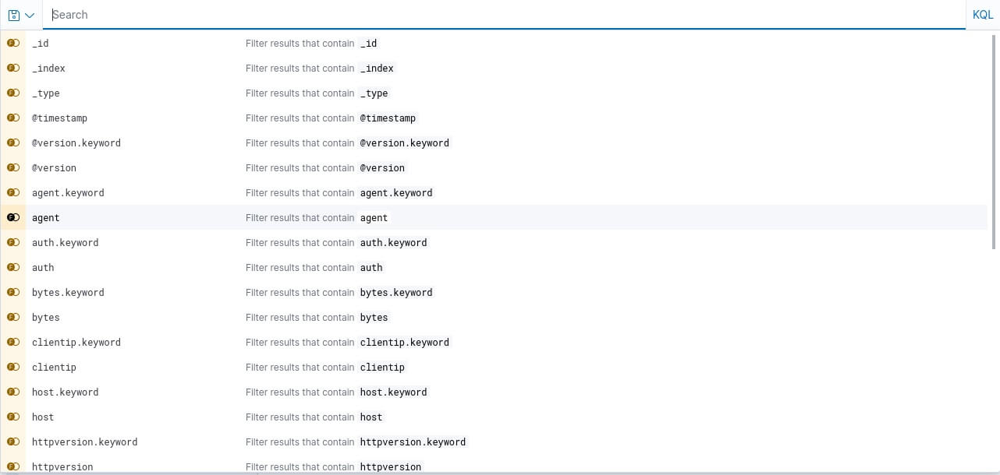 Search KQL
_id Filter results that contain _id
_index Filter results that contain _index
_type Filter results that contain _type
@timestamp Filter results that contain @timestamp
@version.keyword Filter results that contain @version.keyword
@version Filter results that contain @version
agent.keyword Filter results that contain agent.keyword
agent Filter results that contain agent
auth.keyword Filter results that contain auth.keyword
auth Filter results that contain auth
bytes.keyword Filter results that contain bytes.keyword
bytes Filter results that contain bytes
clientip.keyword Filter results that contain clientip.keyword
clientip Filter results that contain clientip
host.keyword Filter results that contain host.keyword
host Filter results that contain host
httpversion.keyword Filter results that contain httpversion.keyword
httpversion Filter results that contain httpversion